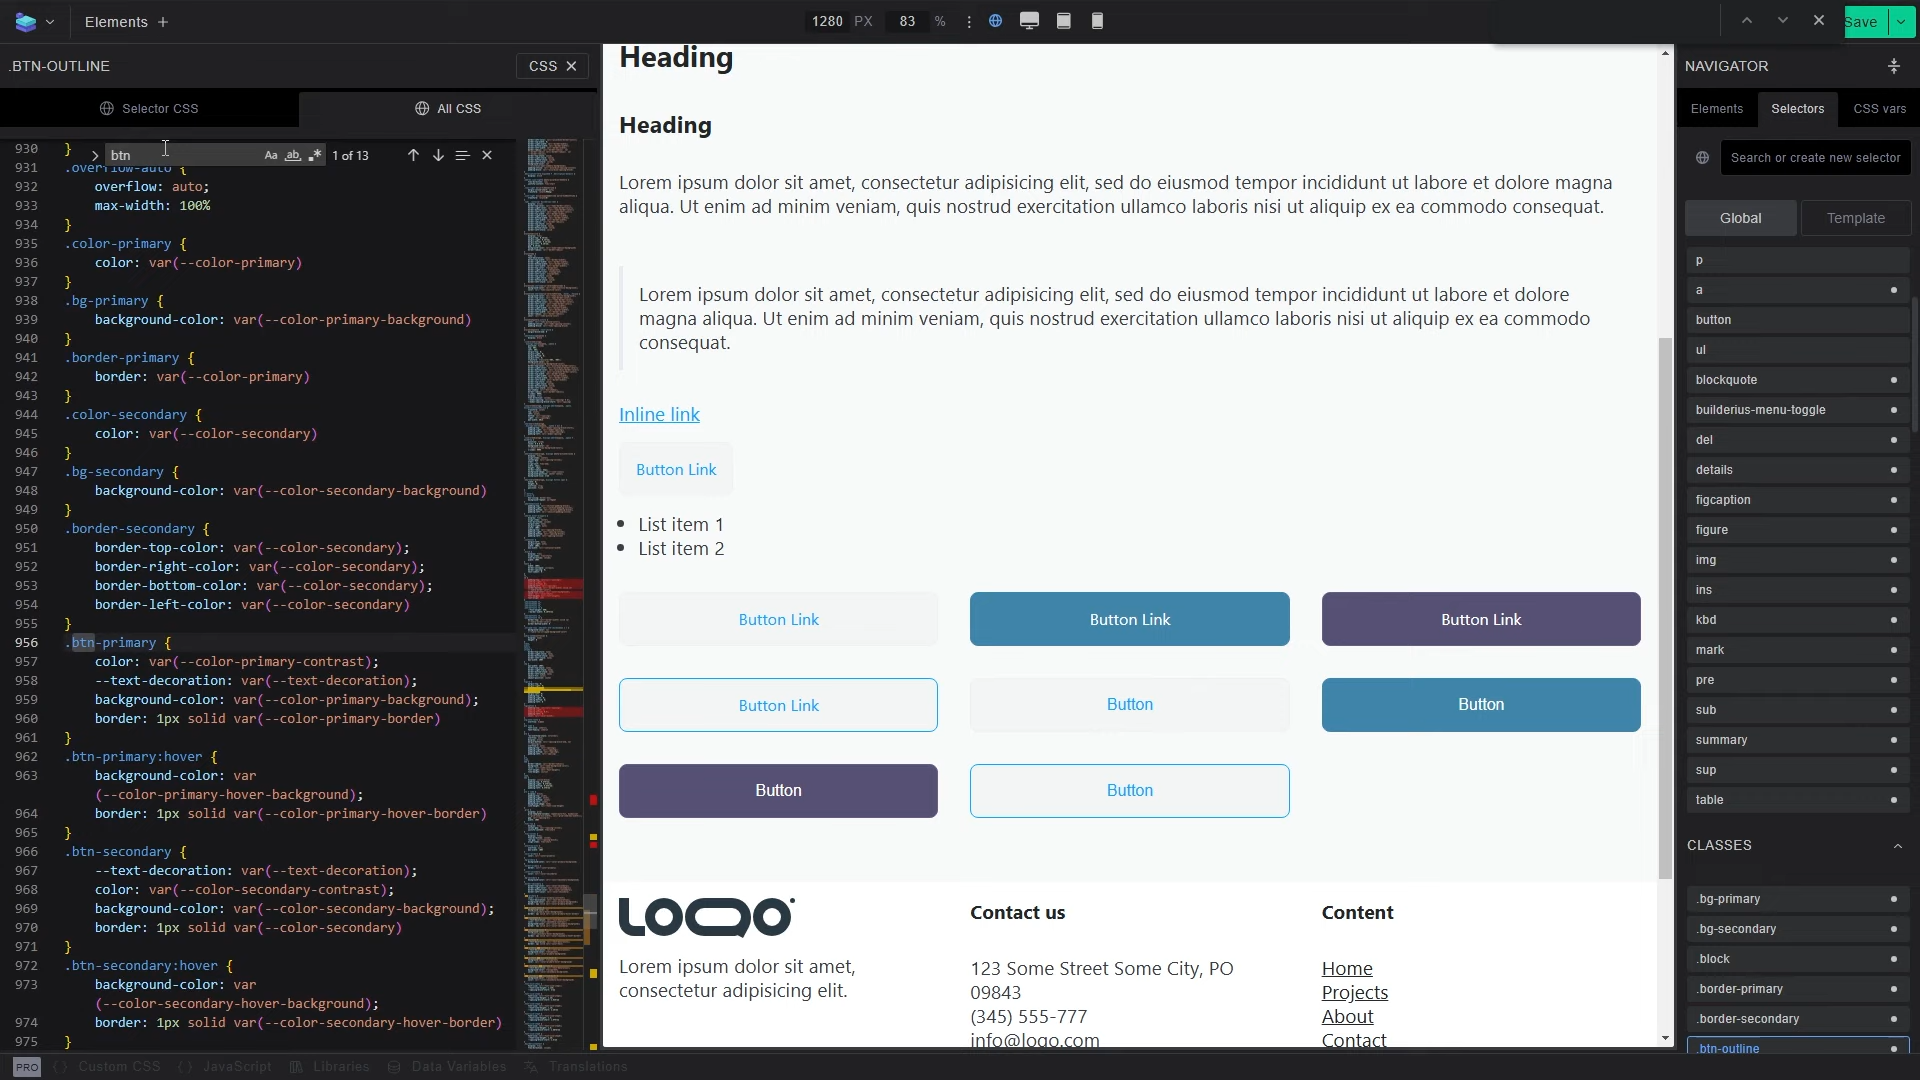 Elements +
1280 PX 83 %
Save
.BTN-OUTLINE
CSS
Selector CSS
All CSS
btn
Aa ab .* 1 of 13
930 }
931 .overflow-auto {
932 overflow: auto;
933 max-width: 100%
934 }
935 .color-primary {
936 color: var(--color-primary)
937 }
938 .bg-primary {
939 background-color: var(--color-primary-background)
940 }
941 .border-primary {
942 border: var(--color-primary)
943 }
944 .color-secondary {
945 color: var(--color-secondary)
946 }
947 .bg-secondary {
948 background-color: var(--color-secondary-background)
949 }
950 .border-secondary {
951 border-top-color: var(--color-secondary);
952 border-right-color: var(--color-secondary);
953 border-bottom-color: var(--color-secondary);
954 border-left-color: var(--color-secondary)
955 }
956 .btn-primary {
957 color: var(--color-primary-contrast);
958 --text-decoration: var(--text-decoration);
959 background-color: var(--color-primary-background);
960 border: 1px solid var(--color-primary-border)
961 }
962 .btn-primary:hover {
963 background-color: var
(--color-primary-hover-background);
964 border: 1px solid var(--color-primary-hover-border)
965 }
966 .btn-secondary {
967 --text-decoration: var(--text-decoration);
968 color: var(--color-secondary-contrast);
969 background-color: var(--color-secondary-background);
970 border: 1px solid var(--color-secondary)
971 }
972 .btn-secondary:hover {
973 background-color: var
(--color-secondary-hover-background);
974 border: 1px solid var(--color-secondary-hover-border)
975 }
Heading
Heading
Lorem ipsum dolor sit amet, consectetur adipisicing elit, sed do eiusmod tempor incididunt ut labore et dolore magna
aliqua. Ut enim ad minim veniam, quis nostrud exercitation ullamco laboris nisi ut aliquip ex ea commodo consequat.
Lorem ipsum dolor sit amet, consectetur adipisicing elit, sed do eiusmod tempor incididunt ut labore et dolore
magna aliqua. Ut enim ad minim veniam, quis nostrud exercitation ullamco laboris nisi ut aliquip ex ea commodo
consequat.
Inline link
Button Link
• List item 1
• List item 2
Button Link
Button Link
Button Link
Button Link
Button
Button
Button
Button
LOQO
Lorem ipsum dolor sit amet,
consectetur adipisicing elit.
Contact us
123 Some Street Some City, PO
09843
(345) 555-777
info@logo.com
Content
Home
Projects
About
Contact
NAVIGATOR
Elements
Selectors
CSS vars
Search or create new selector
Global
Template
p
a
button
ul
blockquote
builderius-menu-toggle
del
details
figcaption
figure
img
ins
kbd
mark
pre
sub
summary
sup
table
CLASSES
.bg-primary
.bg-secondary
.block
.border-primary
.border-secondary
.btn-outline
PRO
Custom CSS
JavaScript
Libraries
Data Variables
Translations